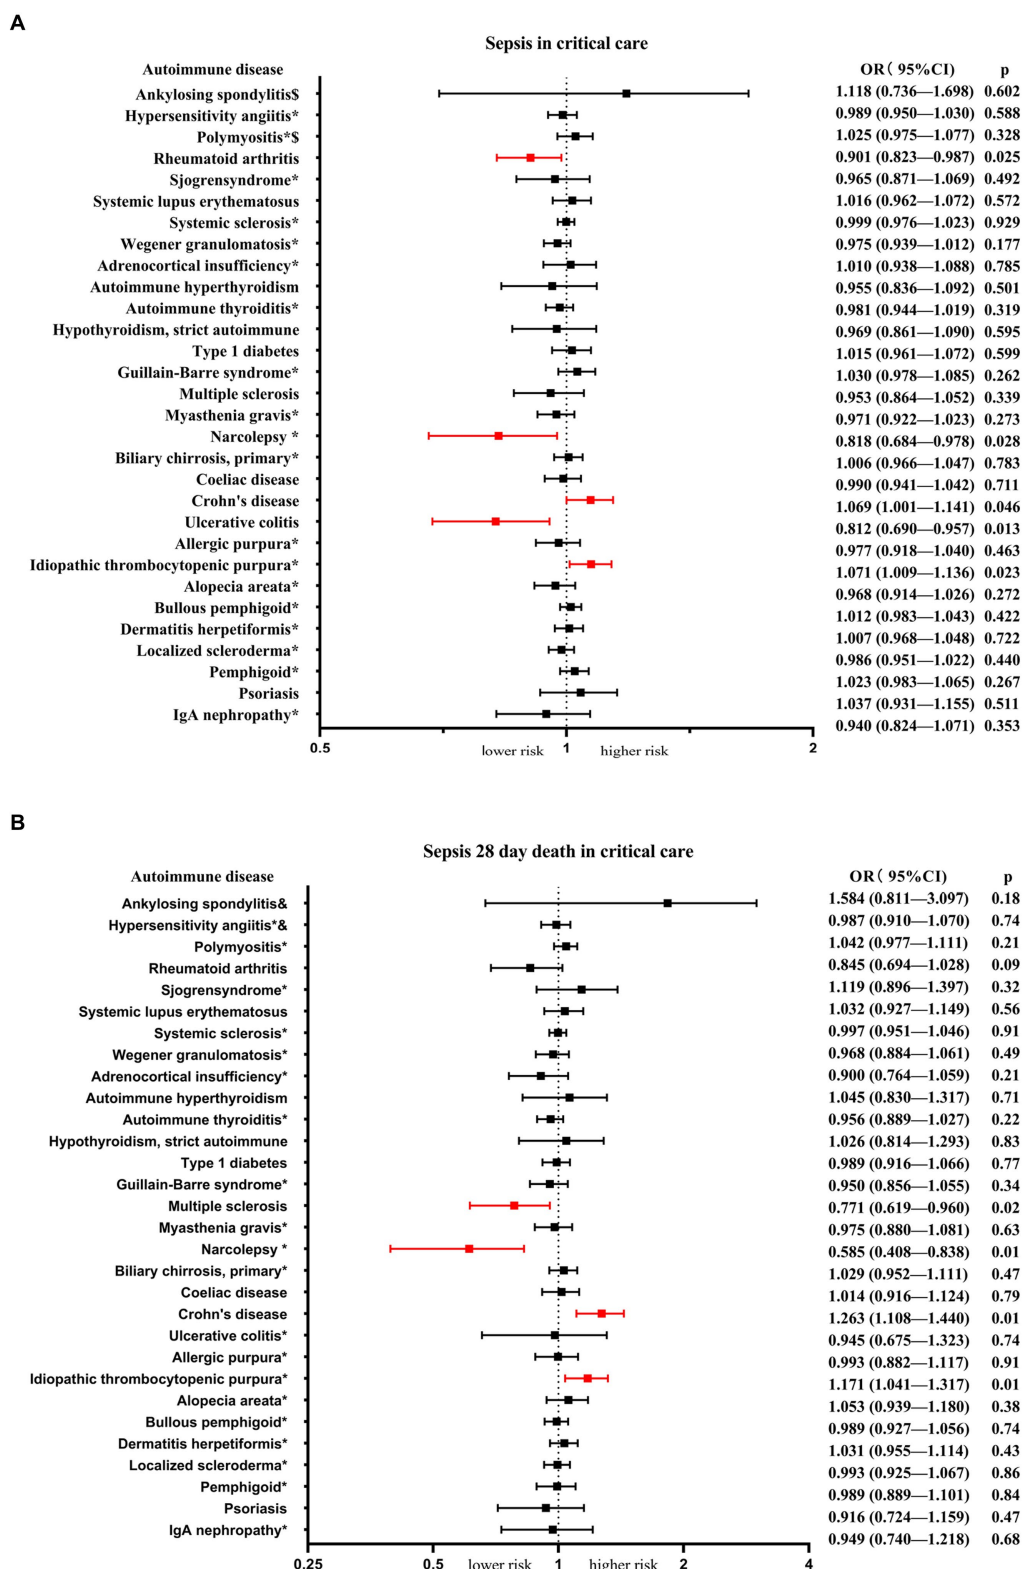 A
Sepsis in critical care
Autoimmune disease OR( 95%CI) p
Ankylosing spondylitis$ 1.118 (0.736—1.698) 0.602
Hypersensitivity angiitis* 0.989 (0.950—1.030) 0.588
Polymyositis*$ 1.025 (0.975—1.077) 0.328
Rheumatoid arthritis 0.901 (0.823—0.987) 0.025
Sjogrensyndrome* 0.965 (0.871—1.069) 0.492
Systemic lupus erythematosus 1.016 (0.962—1.072) 0.572
Systemic sclerosis* 0.999 (0.976—1.023) 0.929
Wegener granulomatosis* 0.975 (0.939—1.012) 0.177
Adrenocortical insufficiency* 1.010 (0.938—1.088) 0.785
Autoimmune hyperthyroidism 0.955 (0.836—1.092) 0.501
Autoimmune thyroiditis* 0.981 (0.944—1.019) 0.319
Hypothyroidism, strict autoimmune 0.969 (0.861—1.090) 0.595
Type 1 diabetes 1.015 (0.961—1.072) 0.599
Guillain-Barre syndrome* 1.030 (0.978—1.085) 0.262
Multiple sclerosis 0.953 (0.864—1.052) 0.339
Myasthenia gravis* 0.971 (0.922—1.023) 0.273
Narcolepsy * 0.818 (0.684—0.978) 0.028
Biliary chirrosis, primary* 1.006 (0.966—1.047) 0.783
Coeliac disease 0.990 (0.941—1.042) 0.711
Crohn's disease 1.069 (1.001—1.141) 0.046
Ulcerative colitis 0.812 (0.690—0.957) 0.013
Allergic purpura* 0.977 (0.918—1.040) 0.463
Idiopathic thrombocytopenic purpura* 1.071 (1.009—1.136) 0.023
Alopecia areata* 0.968 (0.914—1.026) 0.272
Bullous pemphigoid* 1.012 (0.983—1.043) 0.422
Dermatitis herpetiformis* 1.007 (0.968—1.048) 0.722
Localized scleroderma* 0.986 (0.951—1.022) 0.440
Pemphigoid* 1.023 (0.983—1.065) 0.267
Psoriasis 1.037 (0.931—1.155) 0.511
IgA nephropathy* 0.940 (0.824—1.071) 0.353
0.5 lower risk 1 higher risk 2
B
Sepsis 28 day death in critical care
Autoimmune disease OR( 95%CI) p
Ankylosing spondylitis& 1.584 (0.811—3.097) 0.18
Hypersensitivity angiitis*& 0.987 (0.910—1.070) 0.74
Polymyositis* 1.042 (0.977—1.111) 0.21
Rheumatoid arthritis 0.845 (0.694—1.028) 0.09
Sjogrensyndrome* 1.119 (0.896—1.397) 0.32
Systemic lupus erythematosus 1.032 (0.927—1.149) 0.56
Systemic sclerosis* 0.997 (0.951—1.046) 0.91
Wegener granulomatosis* 0.968 (0.884—1.061) 0.49
Adrenocortical insufficiency* 0.900 (0.764—1.059) 0.21
Autoimmune hyperthyroidism 1.045 (0.830—1.317) 0.71
Autoimmune thyroiditis* 0.956 (0.889—1.027) 0.22
Hypothyroidism, strict autoimmune 1.026 (0.814—1.293) 0.83
Type 1 diabetes 0.989 (0.916—1.066) 0.77
Guillain-Barre syndrome* 0.950 (0.856—1.055) 0.34
Multiple sclerosis 0.771 (0.619—0.960) 0.02
Myasthenia gravis* 0.975 (0.880—1.081) 0.63
Narcolepsy * 0.585 (0.408—0.838) 0.01
Biliary chirrosis, primary* 1.029 (0.952—1.111) 0.47
Coeliac disease 1.014 (0.916—1.124) 0.79
Crohn's disease 1.263 (1.108—1.440) 0.01
Ulcerative colitis* 0.945 (0.675—1.323) 0.74
Allergic purpura* 0.993 (0.882—1.117) 0.91
Idiopathic thrombocytopenic purpura* 1.171 (1.041—1.317) 0.01
Alopecia areata* 1.053 (0.939—1.180) 0.38
Bullous pemphigoid* 0.989 (0.927—1.056) 0.74
Dermatitis herpetiformis* 1.031 (0.955—1.114) 0.43
Localized scleroderma* 0.993 (0.925—1.067) 0.86
Pemphigoid* 0.989 (0.889—1.101) 0.84
Psoriasis 0.916 (0.724—1.159) 0.47
IgA nephropathy* 0.949 (0.740—1.218) 0.68
0.25 0.5 lower risk 1 higher risk 2 4